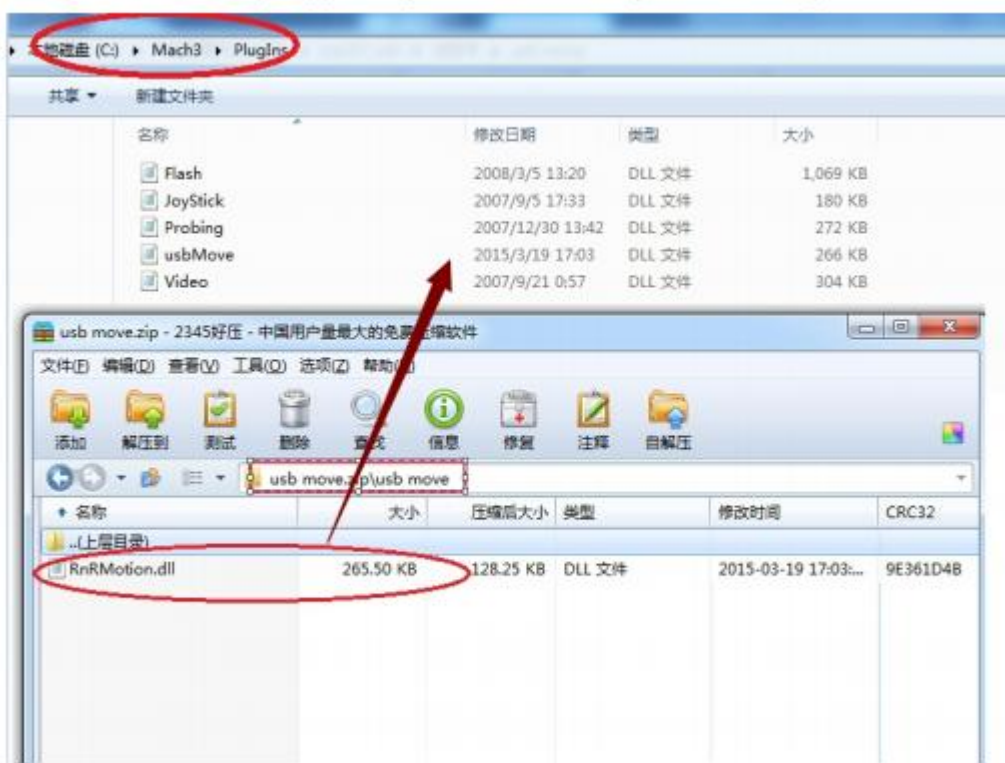 本地磁盘 (C:) ▸ Mach3 ▸ PlugIns
共享 新建文件夹
名称 修改日期 类型 大小
Flash 2008/3/5 13:20 DLL 文件 1,069 KB
JoyStick 2007/9/5 17:33 DLL 文件 180 KB
Probing 2007/12/30 13:42 DLL 文件 272 KB
usbMove 2015/3/19 17:03 DLL 文件 266 KB
Video 2007/9/21 0:57 DLL 文件 304 KB
usb move.zip - 2345好压 - 中国用户量最大的免费压缩软件
文件(F) 编辑(D) 查看(V) 工具(O) 选项(Z) 帮助
添加 解压到 测试 删除 查找 信息 修复 注释 自解压
usb move.zip\usb move
名称 大小 压缩后大小 类型 修改时间 CRC32
..(上层目录)
RnRMotion.dll 265.50 KB 128.25 KB DLL 文件 2015-03-19 17:03:... 9E361D4B